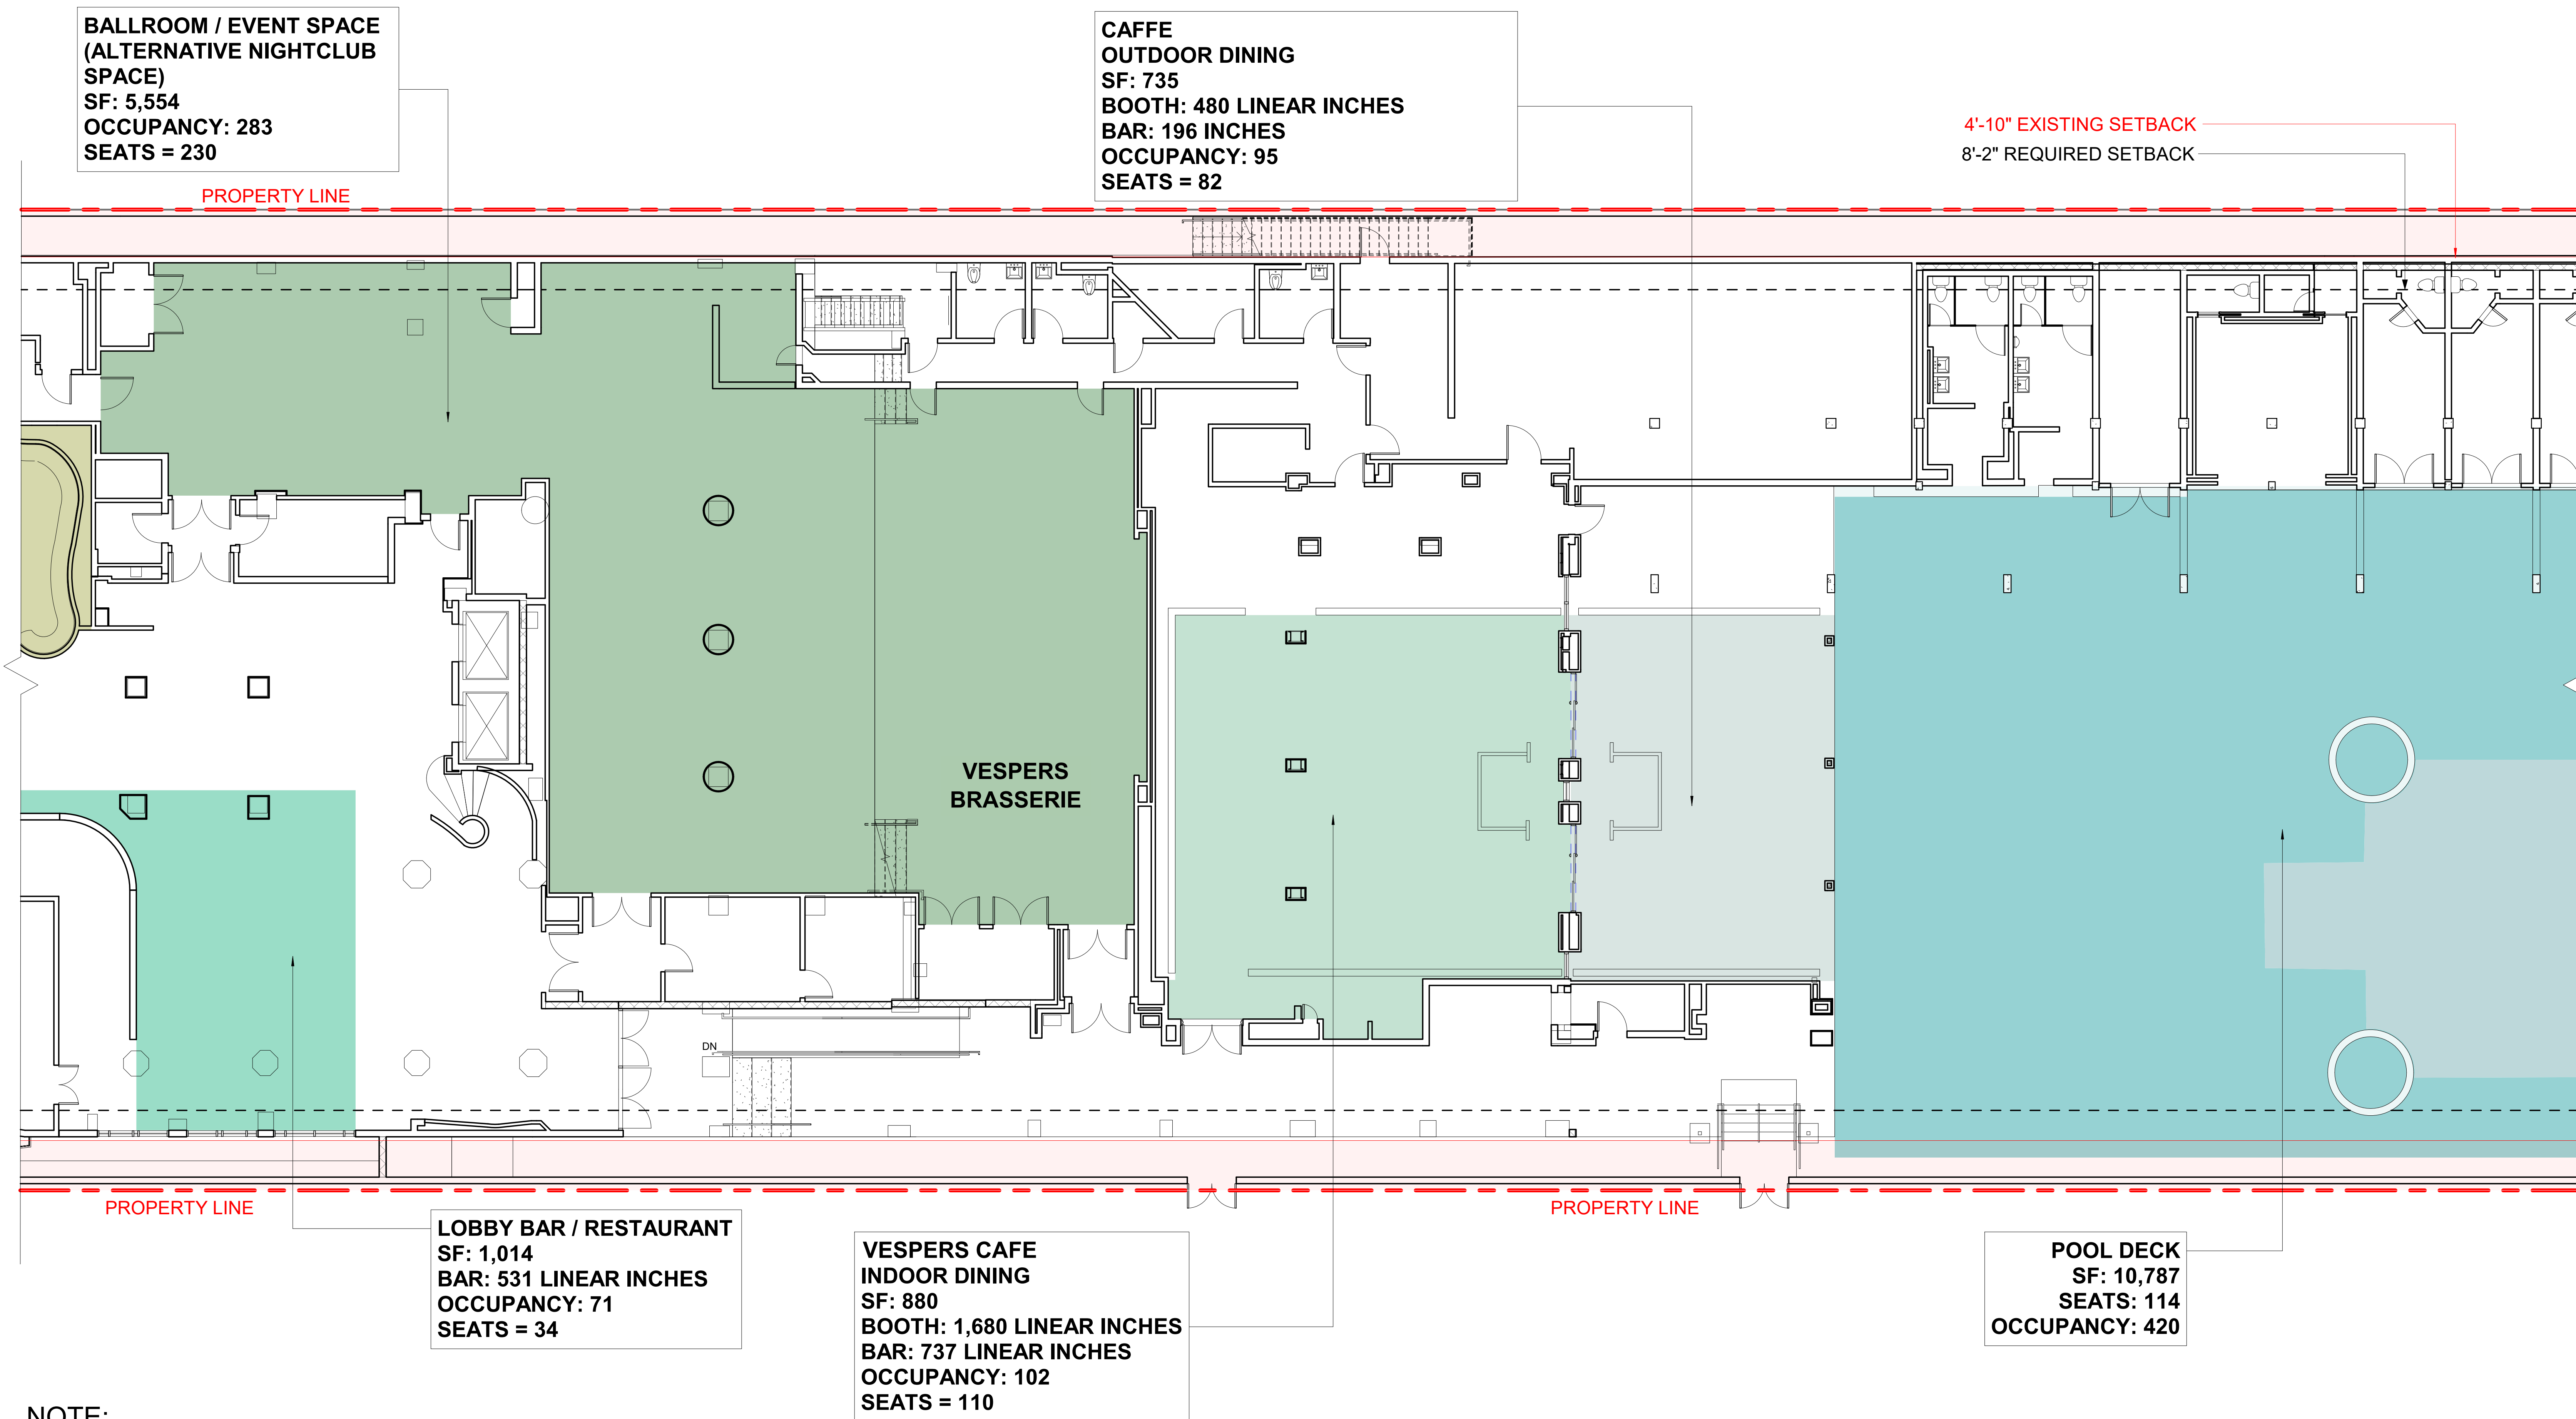 BALLROOM / EVENT SPACE
(ALTERNATIVE NIGHTCLUB
SPACE)
SF: 5,554
OCCUPANCY: 283
SEATS = 230
CAFFE
OUTDOOR DINING
SF: 735
BOOTH: 480 LINEAR INCHES
BAR: 196 INCHES
OCCUPANCY: 95
SEATS = 82
4'-10" EXISTING SETBACK
8'-2" REQUIRED SETBACK
PROPERTY LINE
VESPERS
BRASSERIE
DN
PROPERTY LINE
PROPERTY LINE
LOBBY BAR / RESTAURANT
SF: 1,014
BAR: 531 LINEAR INCHES
OCCUPANCY: 71
SEATS = 34
VESPERS CAFE
INDOOR DINING
SF: 880
BOOTH: 1,680 LINEAR INCHES
BAR: 737 LINEAR INCHES
OCCUPANCY: 102
SEATS = 110
POOL DECK
SF: 10,787
SEATS: 114
OCCUPANCY: 420
NOTE: